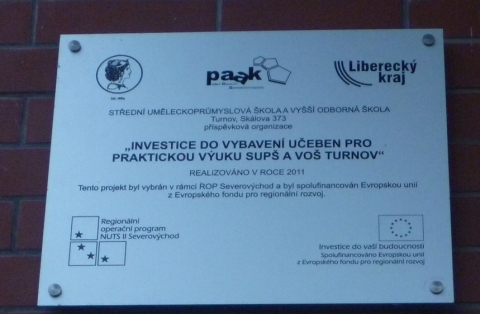 paak
Liberecký
kraj
STŘEDNÍ UMĚLECKOPRŮMYSLOVÁ ŠKOLA A VYŠŠÍ ODBORNÁ ŠKOLA
Turnov, Skálova 373
příspěvková organizace
„INVESTICE DO VYBAVENÍ UČEBEN PRO
PRAKTICKOU VÝUKU SUPŠ A VOŠ TURNOV“
REALIZOVÁNO V ROCE 2011
Tento projekt byl vybrán v rámci ROP Severovýchod a byl spolufinancován Evropskou unií
z Evropského fondu pro regionální rozvoj.
Regionální
operační program
NUTS II Severovýchod
Investice do vaší budoucnosti
Spolufinancováno Evropskou unií
z Evropského fondu pro regionální rozvoj